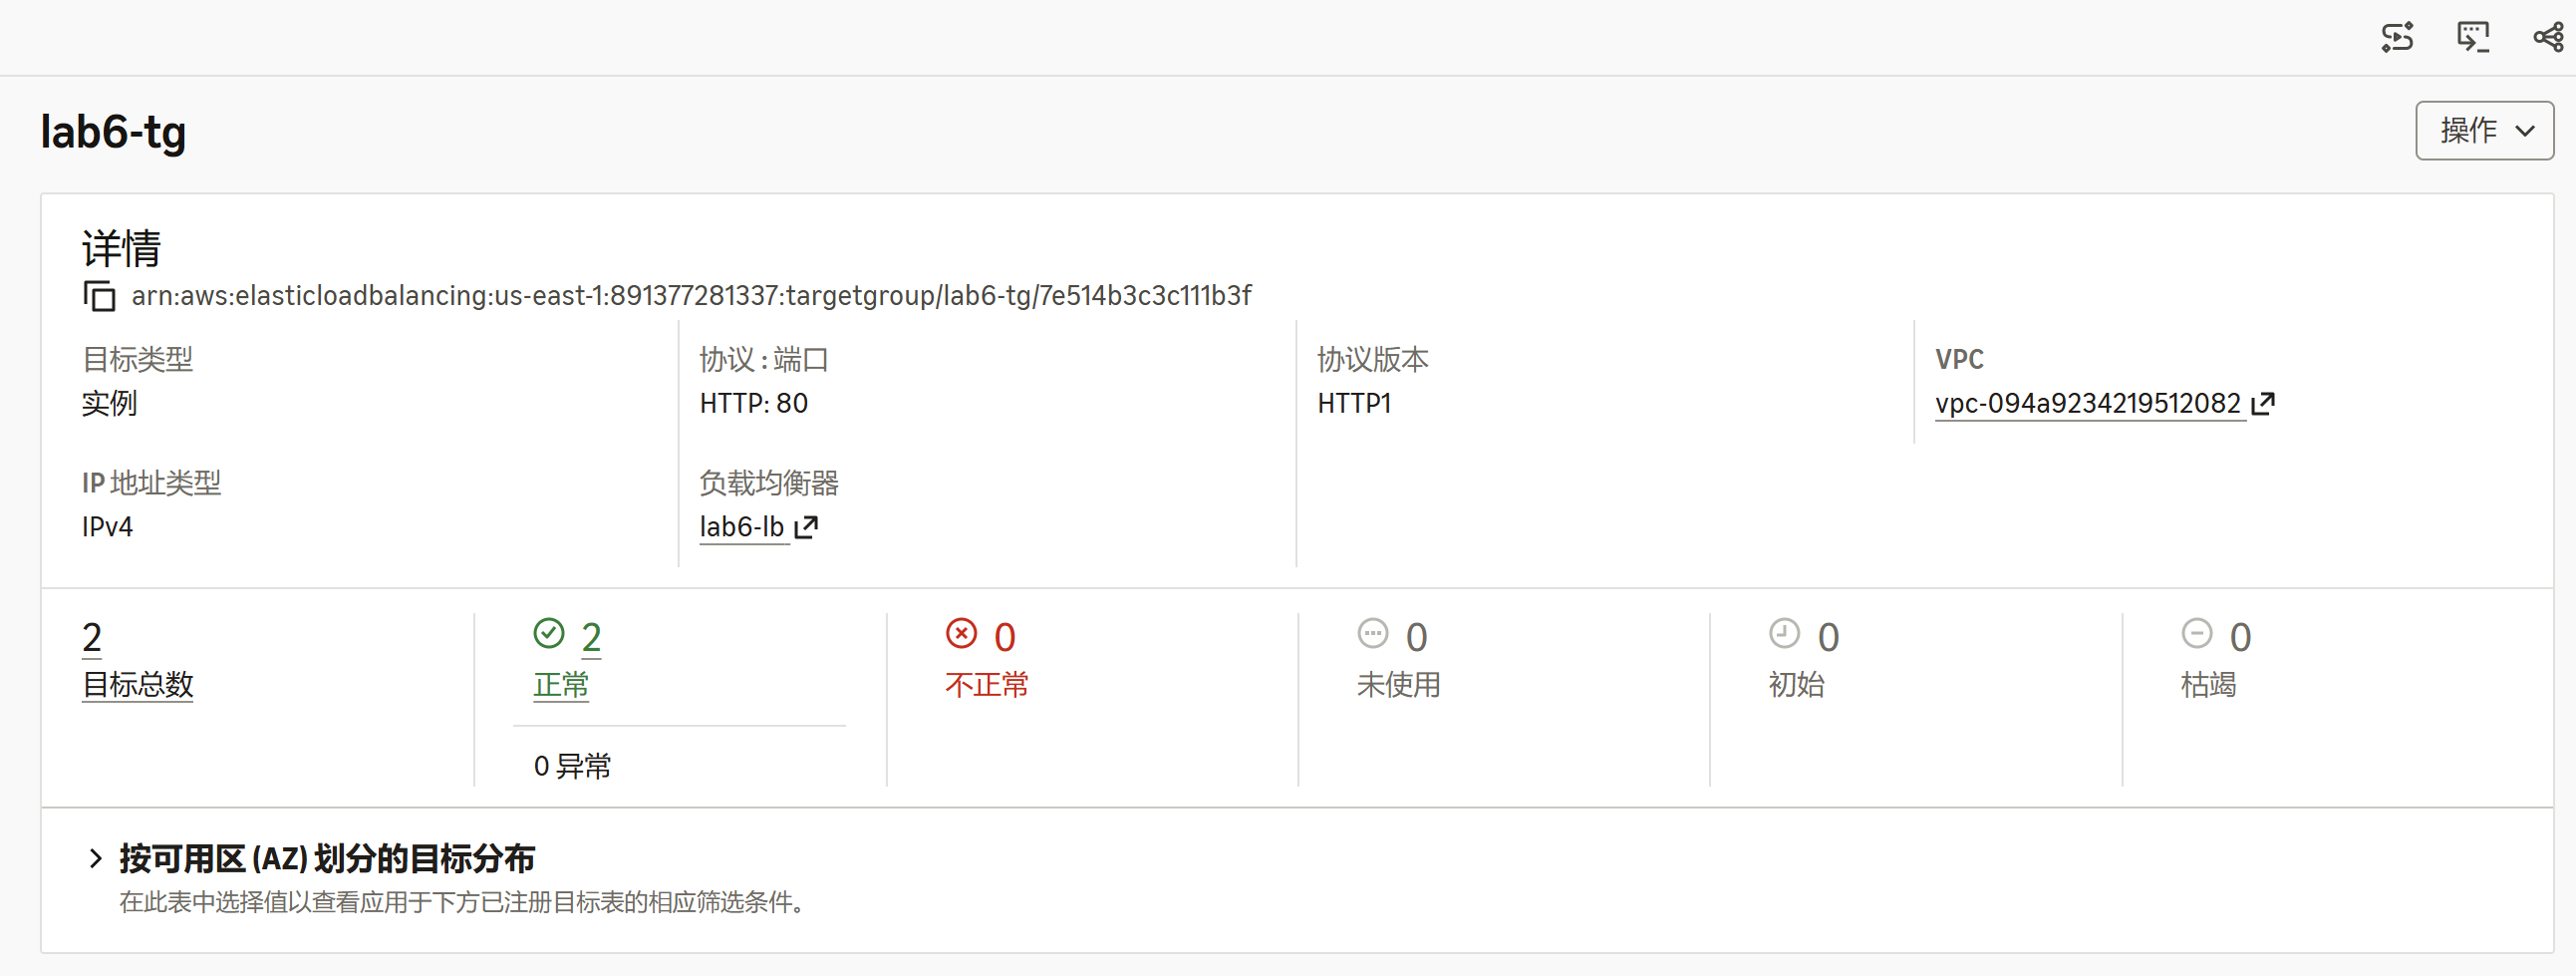 lab6-tg
操作
详情
arn:aws:elasticloadbalancing:us-east-1:891377281337:targetgroup/lab6-tg/7e514b3c3c111b3f
目标类型
实例
协议 : 端口
HTTP: 80
协议版本
HTTP1
VPC
vpc-094a9234219512082
IP 地址类型
IPv4
负载均衡器
lab6-lb
2
目标总数
2
正常
0 异常
0
不正常
0
未使用
0
初始
0
枯竭
按可用区 (AZ) 划分的目标分布
在此表中选择值以查看应用于下方已注册目标表的相应筛选条件。